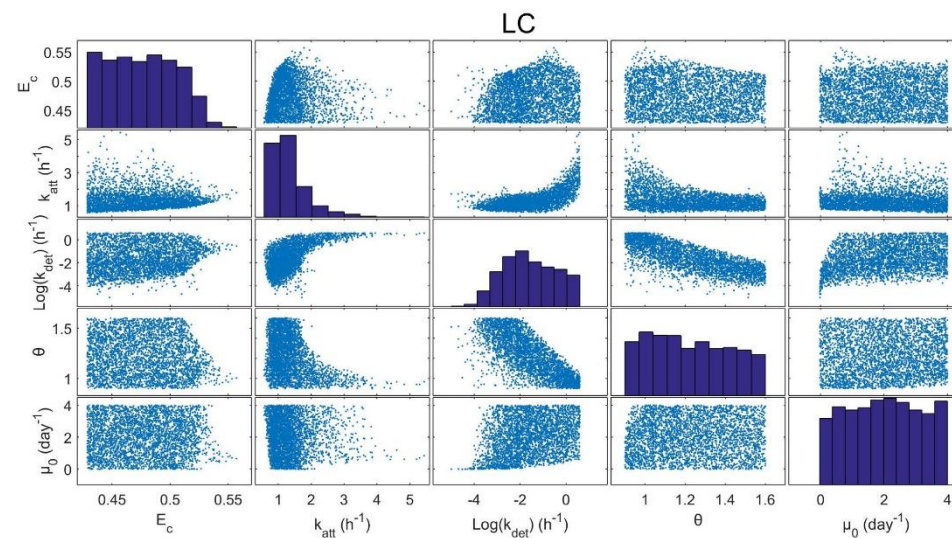 LC
E_c
0.55
0.5
0.45
k_att (h^-1)
5
3
1
Log(k_det) (h^-1)
0
-2
-4
θ
1.5
1
μ_0 (day^-1)
4
2
0
0.45 0.5 0.55 1 2 3 4 5 -4 -2 0 1 1.2 1.4 1.6 0 2 4
E_c k_att (h^-1) Log(k_det) (h^-1) θ μ_0 (day^-1)